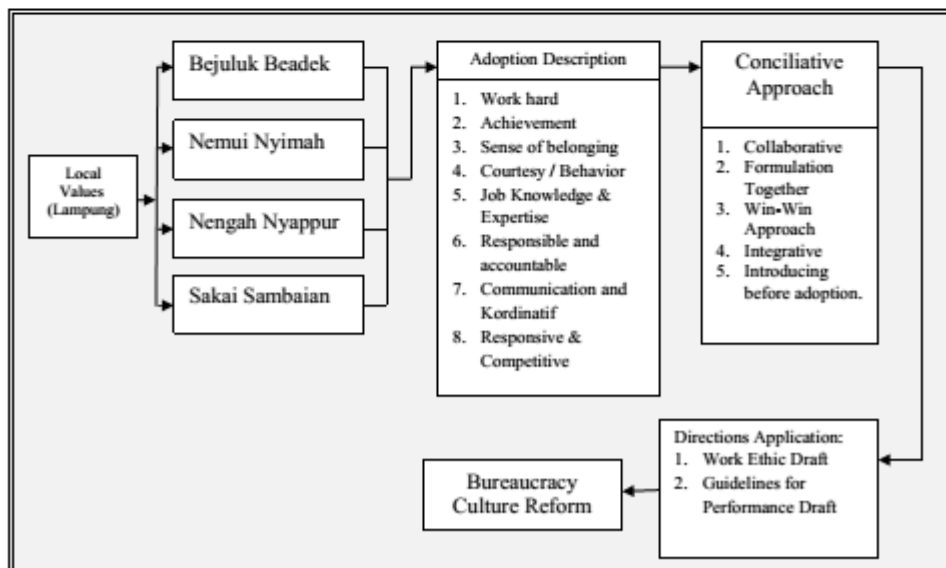 Local
Values
(Lampung)
Bejuluk Beadek
Nemui Nyimah
Nengah Nyappur
Sakai Sambaian
Adoption Description
1. Work hard
2. Achievement
3. Sense of belonging
4. Courtesy / Behavior
5. Job Knowledge &
Expertise
6. Responsible and
accountable
7. Communication and
Kordinatif
8. Responsive &
Competitive
Conciliative
Approach
1. Collaborative
2. Formulation
Together
3. Win-Win
Approach
4. Integrative
5. Introducing
before adoption.
Directions Application:
1. Work Ethic Draft
2. Guidelines for
Performance Draft
Bureaucracy
Culture Reform